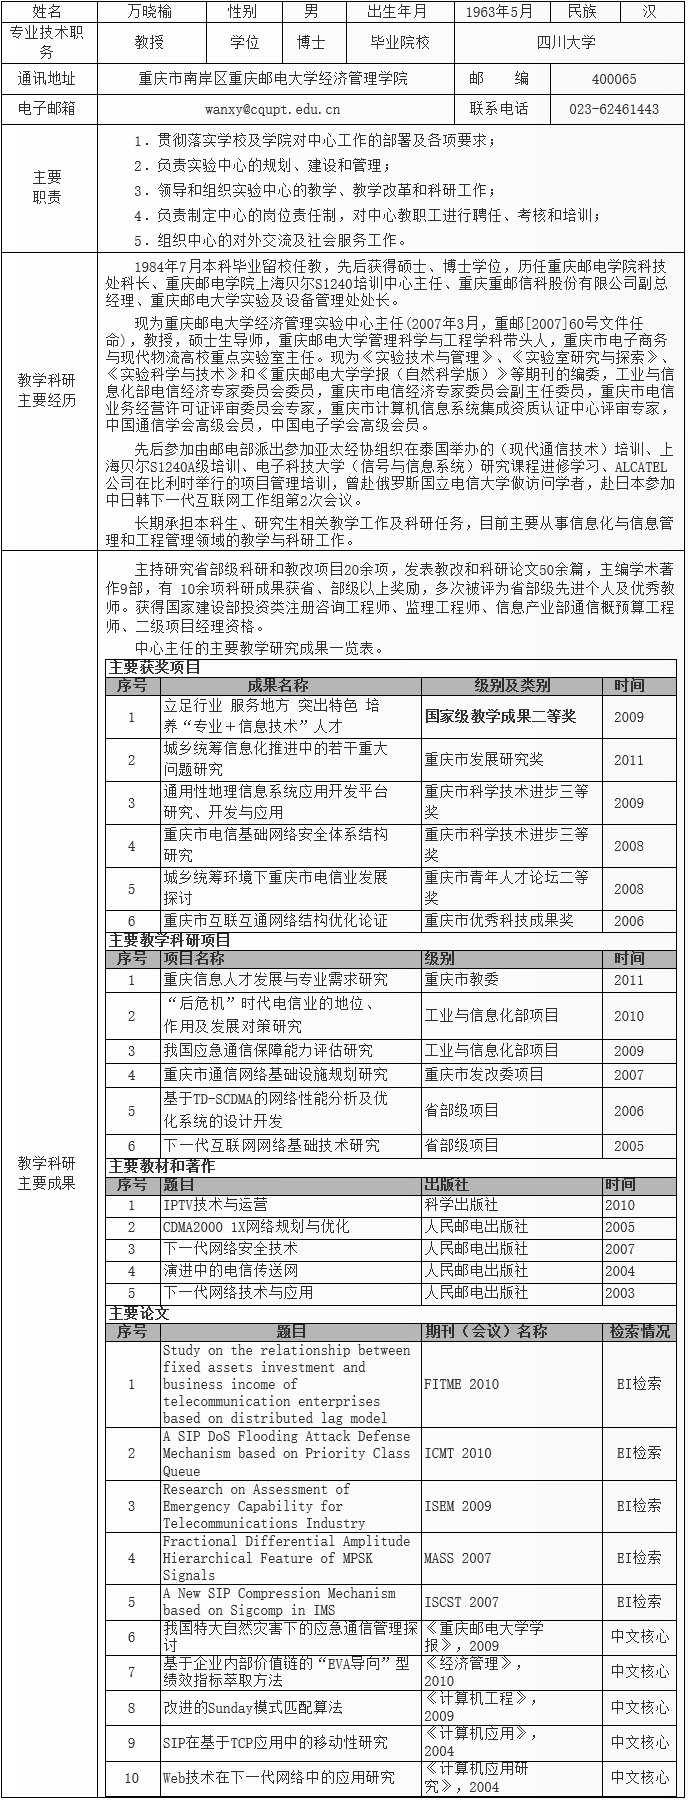 姓名 万晓榆 性别 男 出生年月 1963年5月 民族 汉
专业技术职
务 教授 学位 博士 毕业院校 四川大学
通讯地址 重庆市南岸区重庆邮电大学经济管理学院 邮 编 400065
电子邮箱 wanxy@cqupt.edu.cn 联系电话 023-62461443
主要
职责
1.贯彻落实学校及学院对中心工作的部署及各项要求；
2.负责实验中心的规划、建设和管理；
3.领导和组织实验中心的教学、教学改革和科研工作；
4.负责制定中心的岗位责任制，对中心教职工进行聘任、考核和培训；
5.组织中心的对外交流及社会服务工作。
教学科研
主要经历
1984年7月本科毕业留校任教，先后获得硕士、博士学位，历任重庆邮电学院科技
处科长、重庆邮电学院上海贝尔S1240培训中心主任、重庆重邮信科股份有限公司副总
经理、重庆邮电大学实验及设备管理处处长。
现为重庆邮电大学经济管理实验中心主任(2007年3月，重邮[2007]60号文件任
命)，教授，硕士生导师，重庆邮电大学管理科学与工程学科带头人，重庆市电子商务
与现代物流高校重点实验室主任。现为《实验技术与管理》、《实验室研究与探索》、
《实验科学与技术》和《重庆邮电大学学报（自然科学版）》等期刊的编委，工业与信
息化部电信经济专家委员会委员，重庆市电信经济专家委员会副主任委员，重庆市电信
业务经营许可证评审委员会专家，重庆市计算机信息系统集成资质认证中心评审专家，
中国通信学会高级会员，中国电子学会高级会员。
先后参加由邮电部派出参加亚太经协组织在泰国举办的（现代通信技术）培训、上
海贝尔S1240A级培训、电子科技大学（信号与信息系统）研究课程进修学习、ALCATEL
公司在比利时举行的项目管理培训，曾赴俄罗斯国立电信大学做访问学者，赴日本参加
中日韩下一代互联网工作组第2次会议。
长期承担本科生、研究生相关教学工作及科研任务，目前主要从事信息化与信息管
理和工程管理领域的教学与科研工作。
教学科研
主要成果
主持研究省部级科研和教改项目20余项，发表教改和科研论文50余篇，主编学术著
作9部，有 10余项科研成果获省、部级以上奖励，多次被评为省部级先进个人及优秀教
师。获得国家建设部投资类注册咨询工程师、监理工程师、信息产业部通信概预算工程
师、二级项目经理资格。
中心主任的主要教学研究成果一览表。
主要获奖项目
序号 成果名称 级别及类别 时间
1 立足行业 服务地方 突出特色 培
养“专业＋信息技术”人才 国家级教学成果二等奖 2009
2 城乡统筹信息化推进中的若干重大
问题研究 重庆市发展研究奖 2011
3 通用性地理信息系统应用开发平台
研究、开发与应用 重庆市科学技术进步三等
奖 2009
4 重庆市电信基础网络安全体系结构
研究 重庆市科学技术进步三等
奖 2008
5 城乡统筹环境下重庆市电信业发展
探讨 重庆市青年人才论坛二等
奖 2008
6 重庆市互联互通网络结构优化论证 重庆市优秀科技成果奖 2006
主要教学科研项目
序号 项目名称 级别 时间
1 重庆信息人才发展与专业需求研究 重庆市教委 2011
2 “后危机”时代电信业的地位、
作用及发展对策研究 工业与信息化部项目 2010
3 我国应急通信保障能力评估研究 工业与信息化部项目 2009
4 重庆市通信网络基础设施规划研究 重庆市发改委项目 2007
5 基于TD-SCDMA的网络性能分析及优
化系统的设计开发 省部级项目 2006
6 下一代互联网网络基础技术研究 省部级项目 2005
主要教材和著作
序号 题目 出版社 时间
1 IPTV技术与运营 科学出版社 2010
2 CDMA2000 1X网络规划与优化 人民邮电出版社 2005
3 下一代网络安全技术 人民邮电出版社 2007
4 演进中的电信传送网 人民邮电出版社 2004
5 下一代网络技术与应用 人民邮电出版社 2003
主要论文
序号 题目 期刊（会议）名称 检索情况
1 Study on the relationship between
fixed assets investment and
business income of
telecommunication enterprises
based on distributed lag model FITME 2010 EI检索
2 A SIP DoS Flooding Attack Defense
Mechanism based on Priority Class
Queue ICMT 2010 EI检索
3 Research on Assessment of
Emergency Capability for
Telecommunications Industry ISEM 2009 EI检索
4 Fractional Differential Amplitude
Hierarchical Feature of MPSK
Signals MASS 2007 EI检索
5 A New SIP Compression Mechanism
based on Sigcomp in IMS ISCST 2007 EI检索
6 我国特大自然灾害下的应急通信管理探
讨 《重庆邮电大学学
报》，2009 中文核心
7 基于企业内部价值链的“EVA导向”型
绩效指标萃取方法 《经济管理》，
2010 中文核心
8 改进的Sunday模式匹配算法 《计算机工程》，
2009 中文核心
9 SIP在基于TCP应用中的移动性研究 《计算机应用》，
2004 中文核心
10 Web技术在下一代网络中的应用研究 《计算机应用研
究》，2004 中文核心